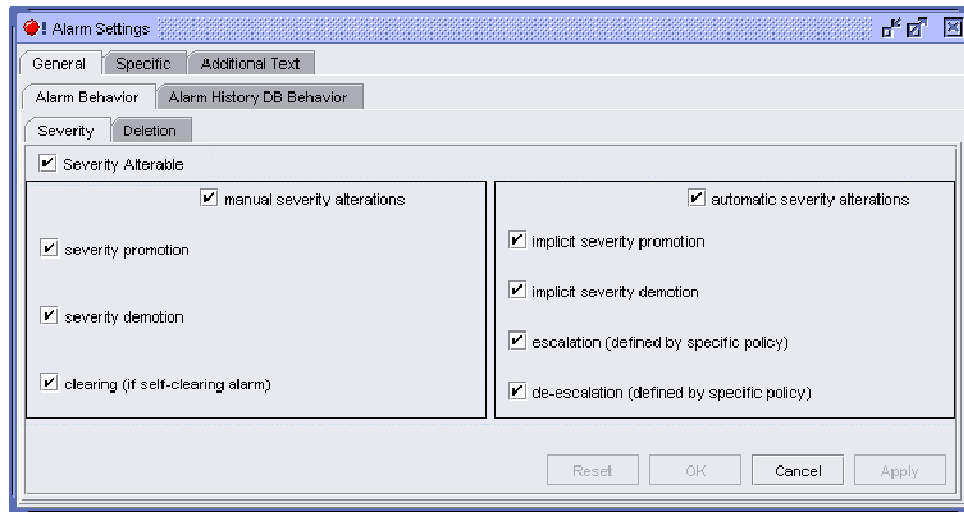 Alarm Settings
General Specific Additional Text
Alarm Behavior Alarm History DB Behavior
Severity Deletion
Severity Alterable
manual severity alterations
severity promotion
severity demotion
clearing (if self-clearing alarm)
automatic severity alterations
implicit severity promotion
implicit severity demotion
escalation (defined by specific policy)
de-escalation (defined by specific policy)
Reset OK Cancel Apply